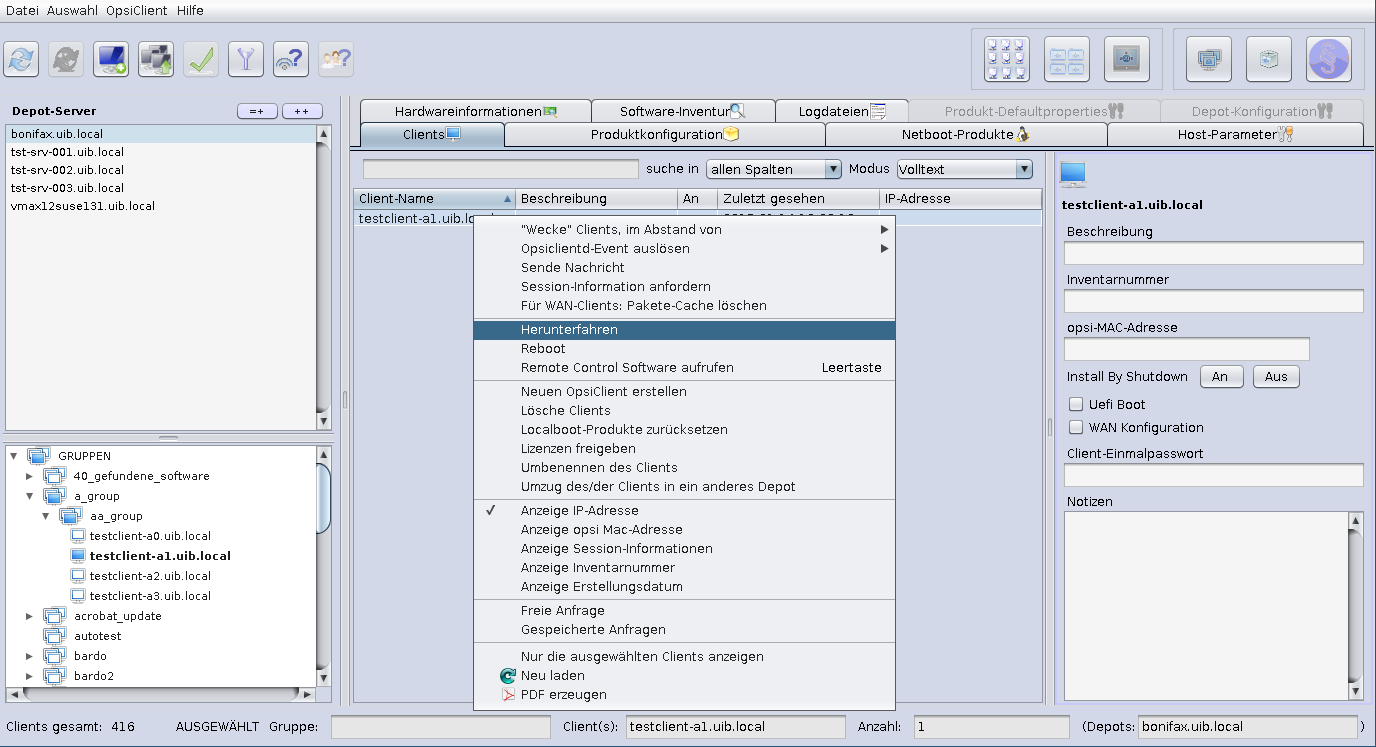 Datei Auswahl OpsiClient Hilfe
Depot-Server
=+ ++
bonifax.uib.local
tst-srv-001.uib.local
tst-srv-002.uib.local
tst-srv-003.uib.local
vmax12suse131.uib.local
GRUPPEN
40_gefundene_software
a_group
aa_group
testclient-a0.uib.local
testclient-a1.uib.local
testclient-a2.uib.local
testclient-a3.uib.local
acrobat_update
autotest
bardo
bardo2
Hardwareinformationen Software-Inventur Logdateien Produkt-Defaultproperties Depot-Konfiguration
Clients Produktkonfiguration Netboot-Produkte Host-Parameter
suche in allen Spalten Modus Volltext
Client-Name Beschreibung An Zuletzt gesehen IP-Adresse
testclient-a1.uib.
"Wecke" Clients, im Abstand von
Opsiclientd-Event auslösen
Sende Nachricht
Session-Information anfordern
Für WAN-Clients: Pakete-Cache löschen
Herunterfahren
Reboot
Remote Control Software aufrufen Leertaste
Neuen OpsiClient erstellen
Lösche Clients
Localboot-Produkte zurücksetzen
Lizenzen freigeben
Umbenennen des Clients
Umzug des/der Clients in ein anderes Depot
Anzeige IP-Adresse
Anzeige opsi Mac-Adresse
Anzeige Session-Informationen
Anzeige Inventarnummer
Anzeige Erstellungsdatum
Freie Anfrage
Gespeicherte Anfragen
Nur die ausgewählten Clients anzeigen
Neu laden
PDF erzeugen
testclient-a1.uib.local
Beschreibung
Inventarnummer
opsi-MAC-Adresse
Install By Shutdown An Aus
Uefi Boot
WAN Konfiguration
Client-Einmalpasswort
Notizen
Clients gesamt: 416 AUSGEWÄHLT Gruppe: Client(s): testclient-a1.uib.local Anzahl: 1 (Depots: bonifax.uib.local )